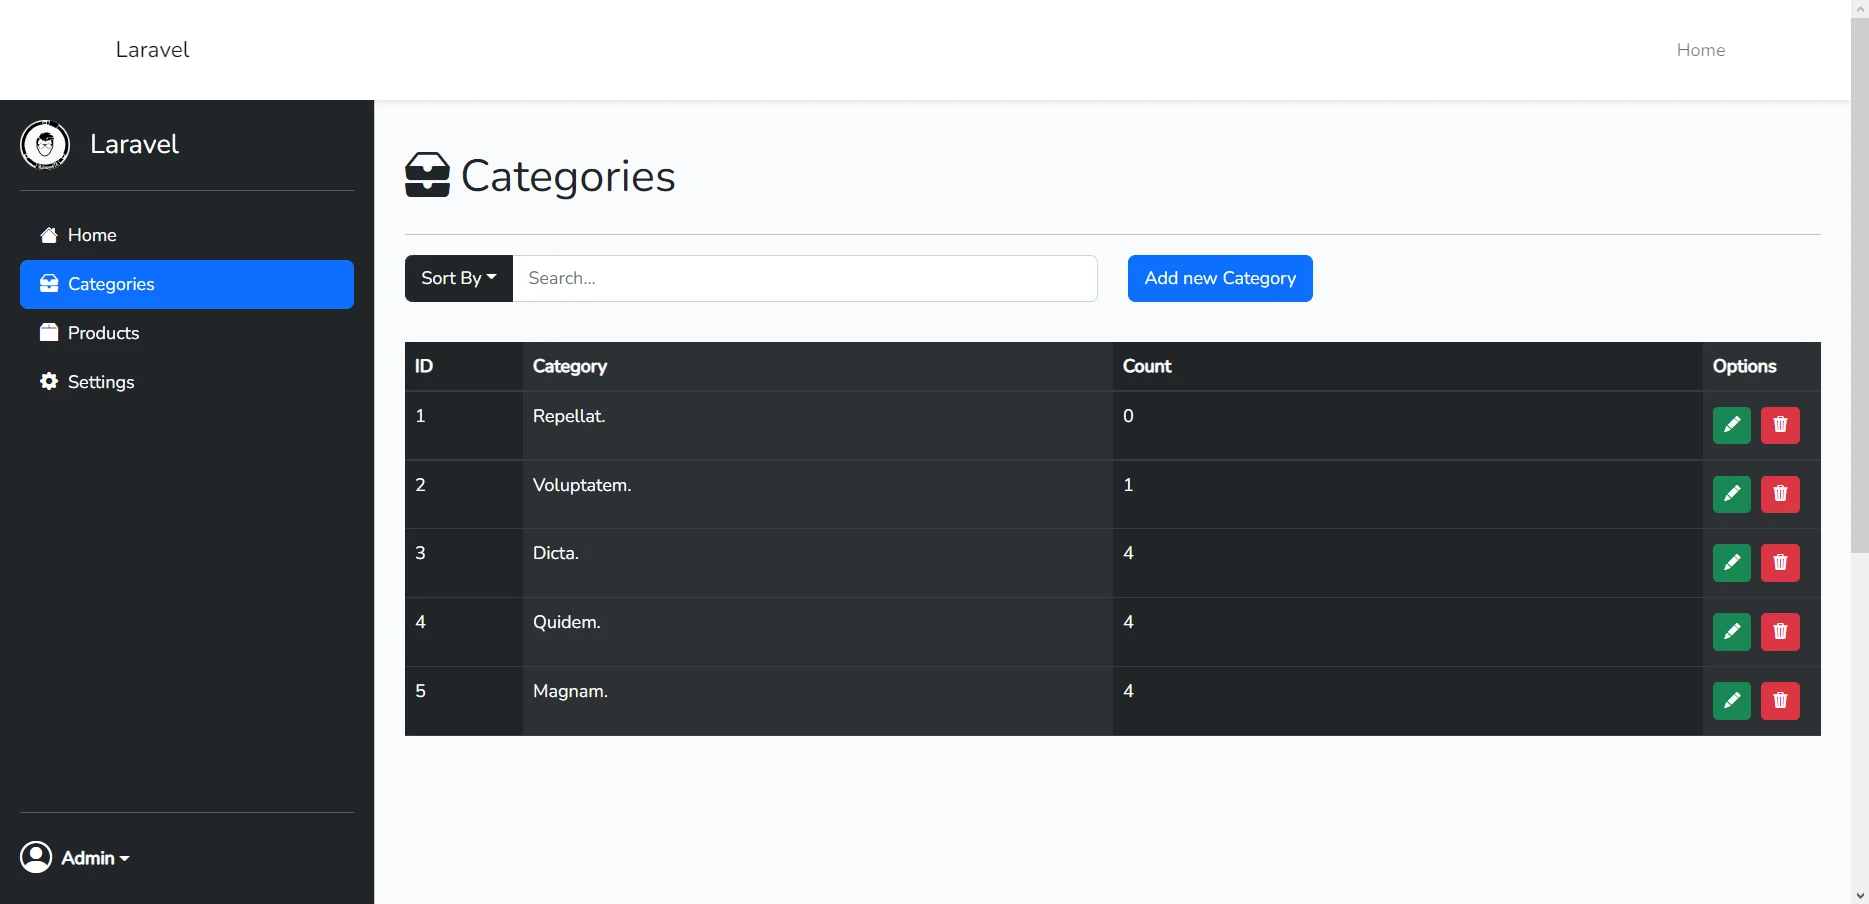 Laravel
Home
Laravel
Home
Categories
Products
Settings
Admin
Categories
Sort By
Search...
Add new Category
ID Category Count Options
1 Repellat. 0
2 Voluptatem. 1
3 Dicta. 4
4 Quidem. 4
5 Magnam. 4